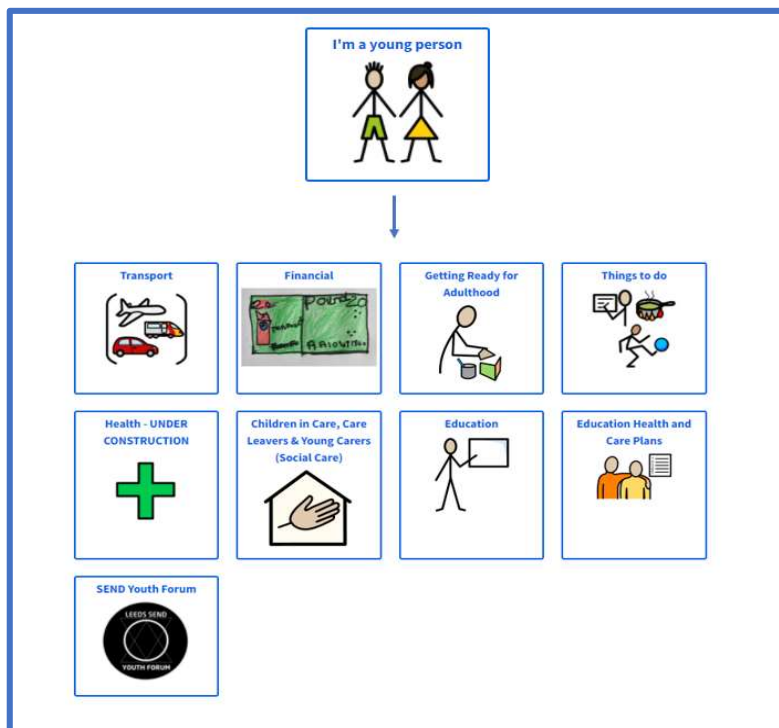 I'm a young person
Transport
Financial
Getting Ready for
Adulthood
Things to do
Health - UNDER
CONSTRUCTION
Children in Care, Care
Leavers & Young Carers
(Social Care)
Education
Education Health and
Care Plans
SEND Youth Forum
LEEDS SEND
YOUTH FORUM